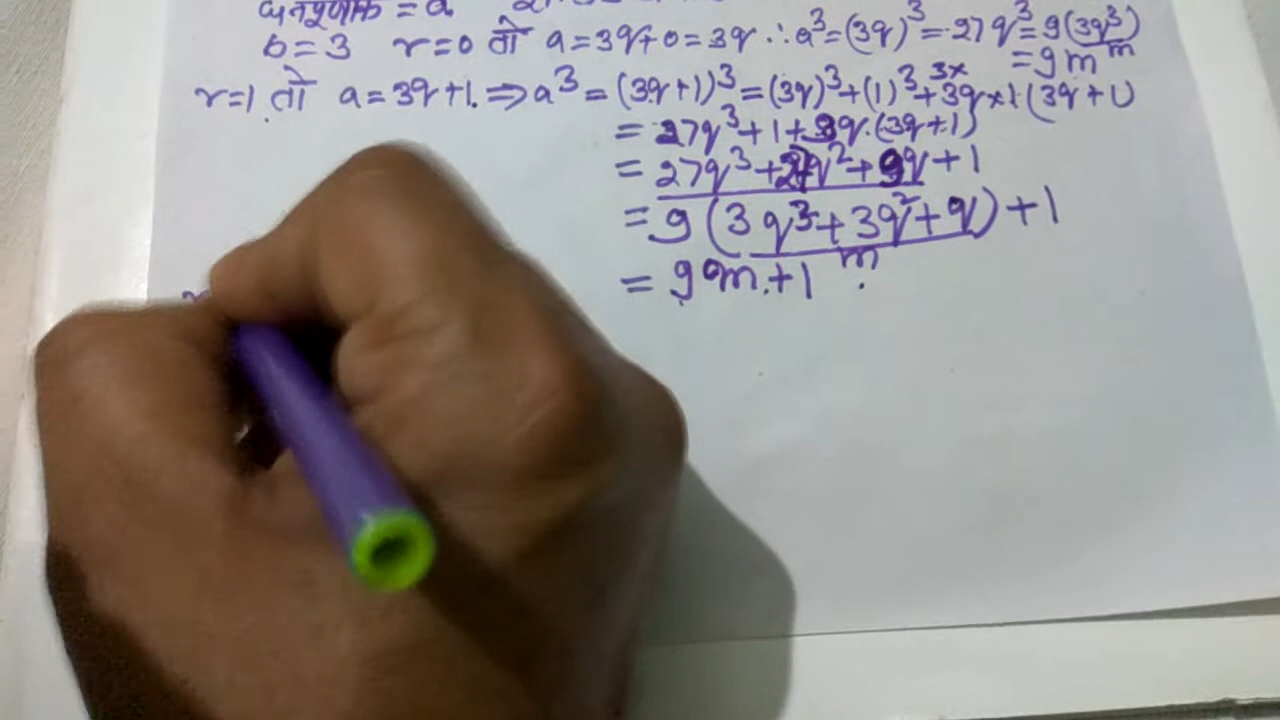 धनपूर्णांक = a
b = 3 r = 0 तो a = 3q + 0 = 3q ∴ a³ = (3q)³ = 27q³ = 9(3q³)
= 9m m
r = 1 तो a = 3q + 1. ⇒ a³ = (3q + 1)³ = (3q)³ + (1)³ + 3x 3q × 1 (3q + 1)
= 27q³ + 1 + 9q (3q + 1)
= 27q³ + 27q² + 9q + 1
= 9 (3q³ + 3q² + q) + 1
= 9m + 1 m